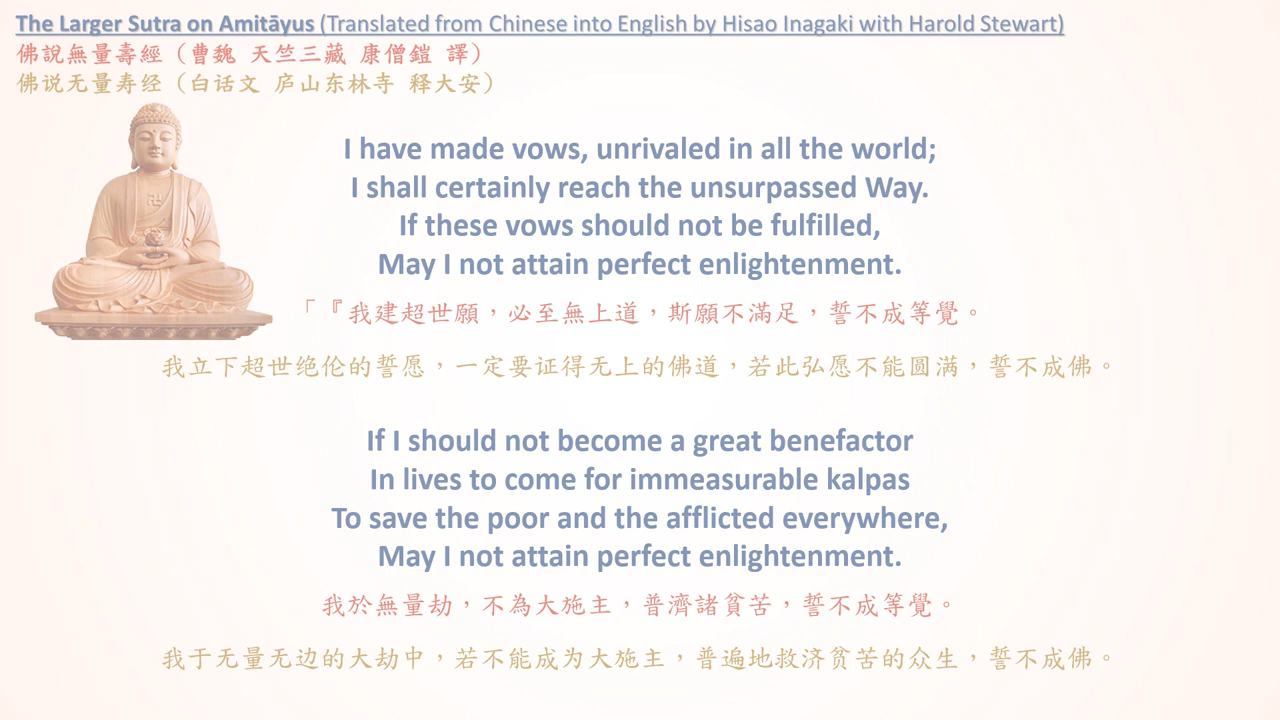 The Larger Sutra on Amitāyus (Translated from Chinese into English by Hisao Inagaki with Harold Stewart)
佛說無量壽經（曹魏 天竺三藏 康僧鎧 譯）
佛说无量寿经（白话文 庐山东林寺 释大安）
I have made vows, unrivaled in all the world;
I shall certainly reach the unsurpassed Way.
If these vows should not be fulfilled,
May I not attain perfect enlightenment.
「『我建超世願，必至無上道，斯願不滿足，誓不成等覺。
我立下超世绝伦的誓愿，一定要证得无上的佛道，若此弘愿不能圆满，誓不成佛。
If I should not become a great benefactor
In lives to come for immeasurable kalpas
To save the poor and the afflicted everywhere,
May I not attain perfect enlightenment.
我於無量劫，不為大施主，普濟諸貧苦，誓不成等覺。
我于无量无边的大劫中，若不能成为大施主，普遍地救济贫苦的众生，誓不成佛。